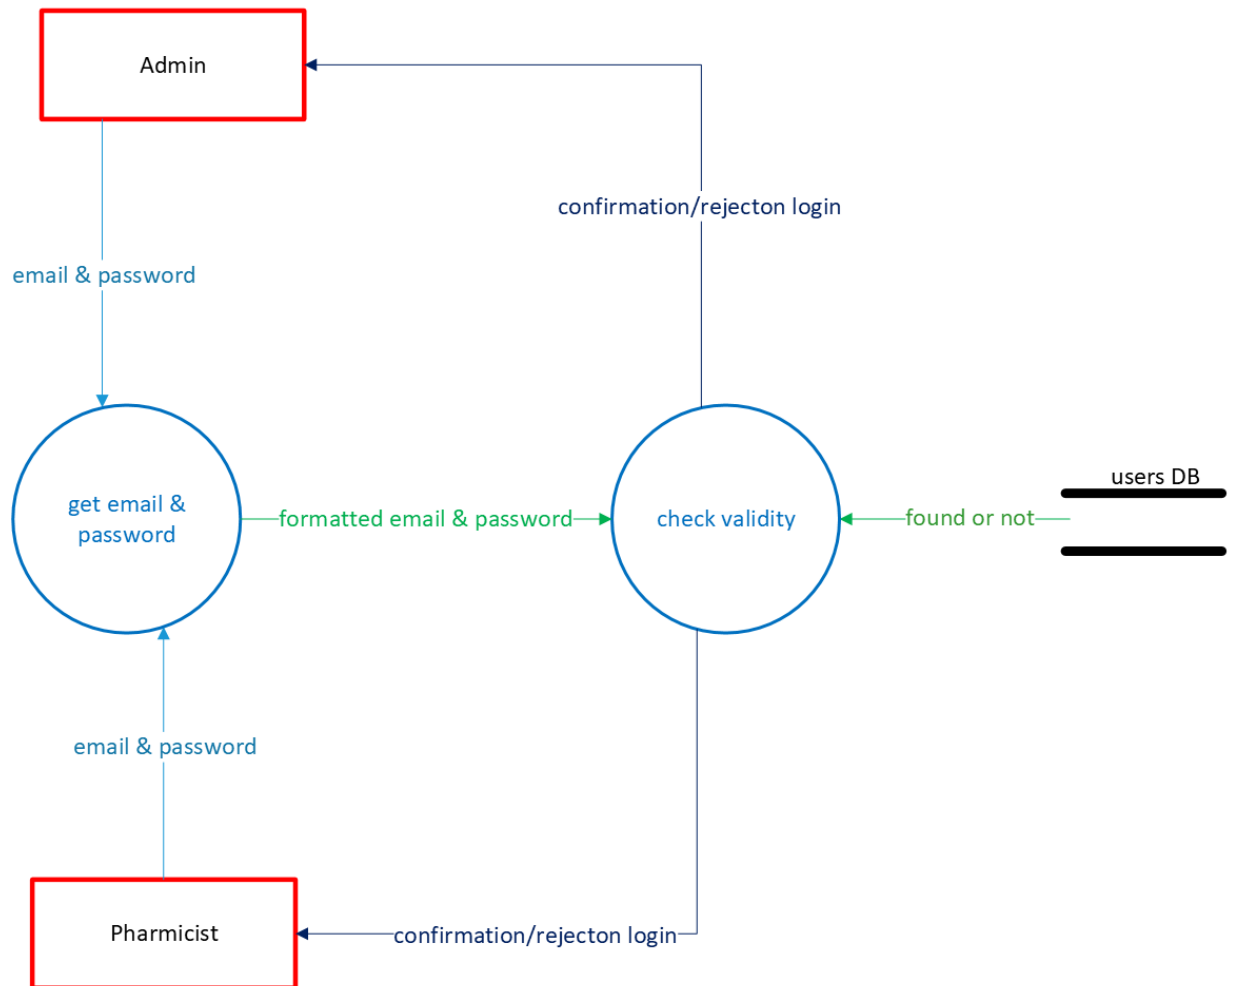 Admin
confirmation/rejecton login
email & password
users DB
get email &
password
formatted email & password
check validity
found or not
email & password
Pharmicist
confirmation/rejecton login